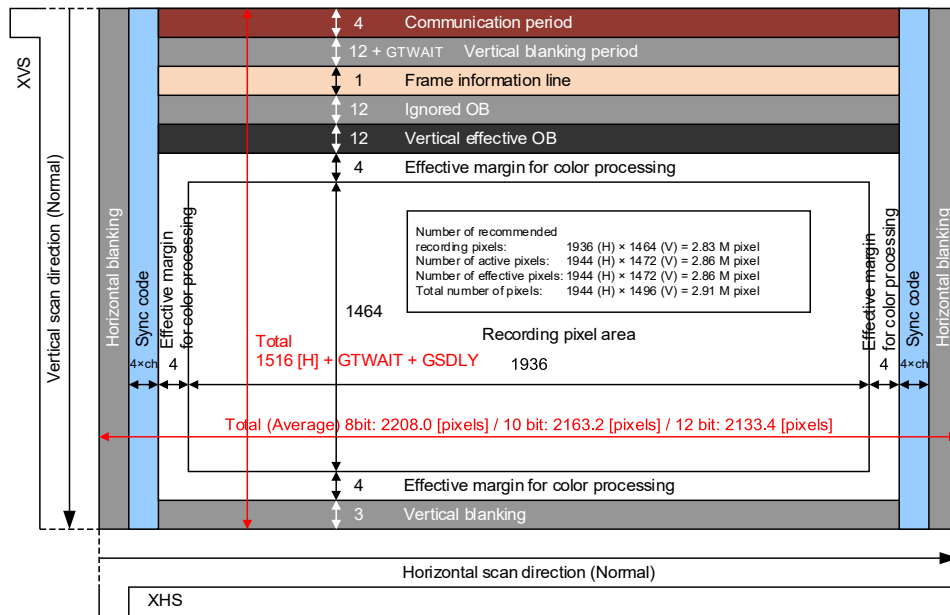 XVS
Vertical scan direction (Normal)
Horizontal blanking
Sync code
4 Communication period
12 + GTWAIT Vertical blanking period
1 Frame information line
12 Ignored OB
12 Vertical effective OB
4 Effective margin for color processing
Effective margin
for color processing
Number of recommended
recording pixels: 1936 (H) × 1464 (V) = 2.83 M pixel
Number of active pixels: 1944 (H) × 1472 (V) = 2.86 M pixel
Number of effective pixels: 1944 (H) × 1472 (V) = 2.86 M pixel
Total number of pixels: 1944 (H) × 1496 (V) = 2.91 M pixel
Effective margin
for color processing
Sync code
Horizontal blanking
1464
Recording pixel area
Total
1516 [H] + GTWAIT + GSDLY
4×ch
4
1936
4
4×ch
Total (Average) 8bit: 2208.0 [pixels] / 10 bit: 2163.2 [pixels] / 12 bit: 2133.4 [pixels]
4 Effective margin for color processing
3 Vertical blanking
Horizontal scan direction (Normal)
XHS